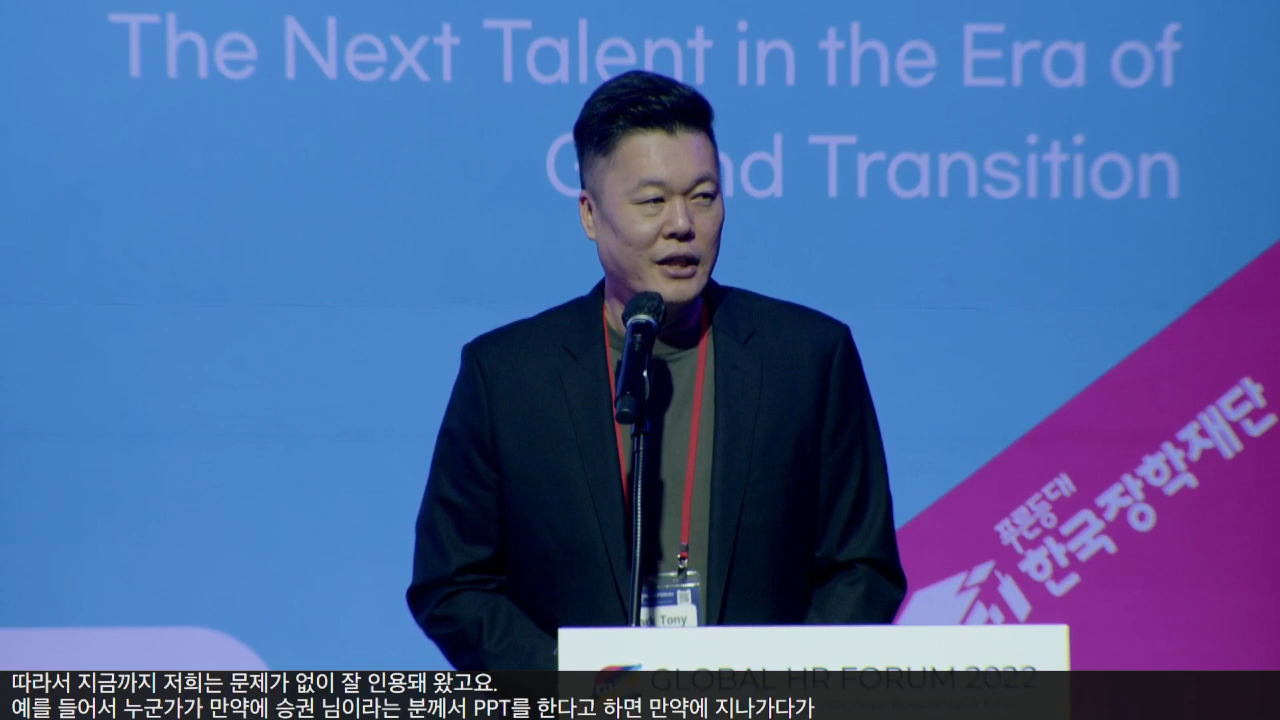 The Next Talent in the Era of
Transition
푸른등대
한국장학재단
Tony
GLOBAL HR FORUM 2022
따라서 지금까지 저희는 문제가 없이 잘 인용돼 왔고요.
예를 들어서 누군가가 만약에 승권 님이라는 분께서 PPT를 한다고 하면 만약에 지나가다가